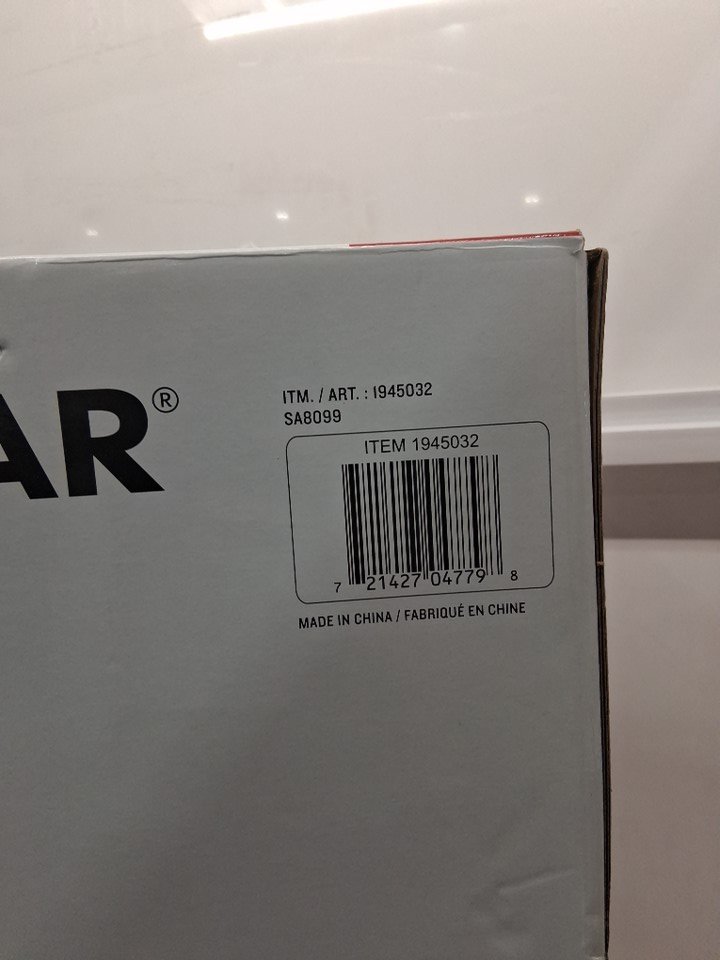 AR®
ITM. / ART. : 1945032
SA8099
ITEM 1945032
7 21427 04779 8
MADE IN CHINA / FABRIQUÉ EN CHINE